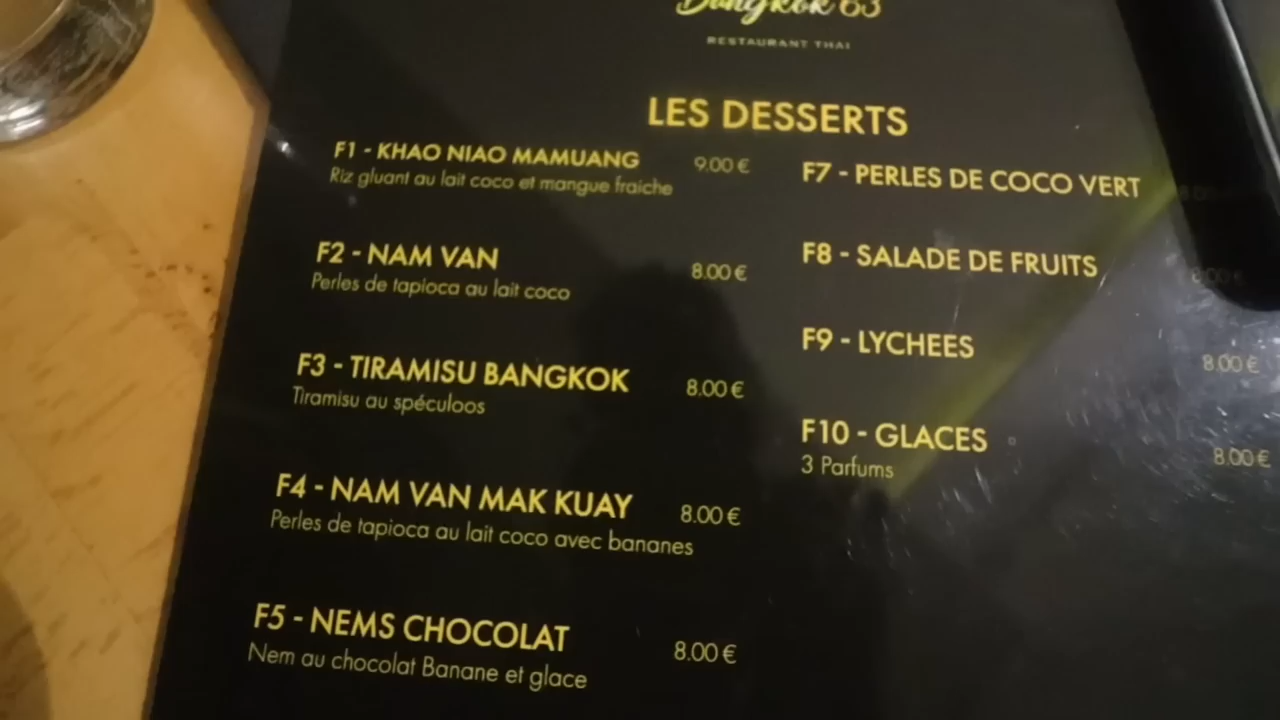 Bangkok 63
RESTAURANT THAI
LES DESSERTS
F1 - KHAO NIAO MAMUANG 9.00 €
Riz gluant au lait coco et mangue fraiche
F2 - NAM VAN 8.00 €
Perles de tapioca au lait coco
F3 - TIRAMISU BANGKOK 8.00 €
Tiramisu au spéculoos
F4 - NAM VAN MAK KUAY 8.00 €
Perles de tapioca au lait coco avec bananes
F5 - NEMS CHOCOLAT 8.00 €
Nem au chocolat Banane et glace
F7 - PERLES DE COCO VERT
F8 - SALADE DE FRUITS 8.00 €
F9 - LYCHEES 8.00 €
F10 - GLACES 8.00 €
3 Parfums